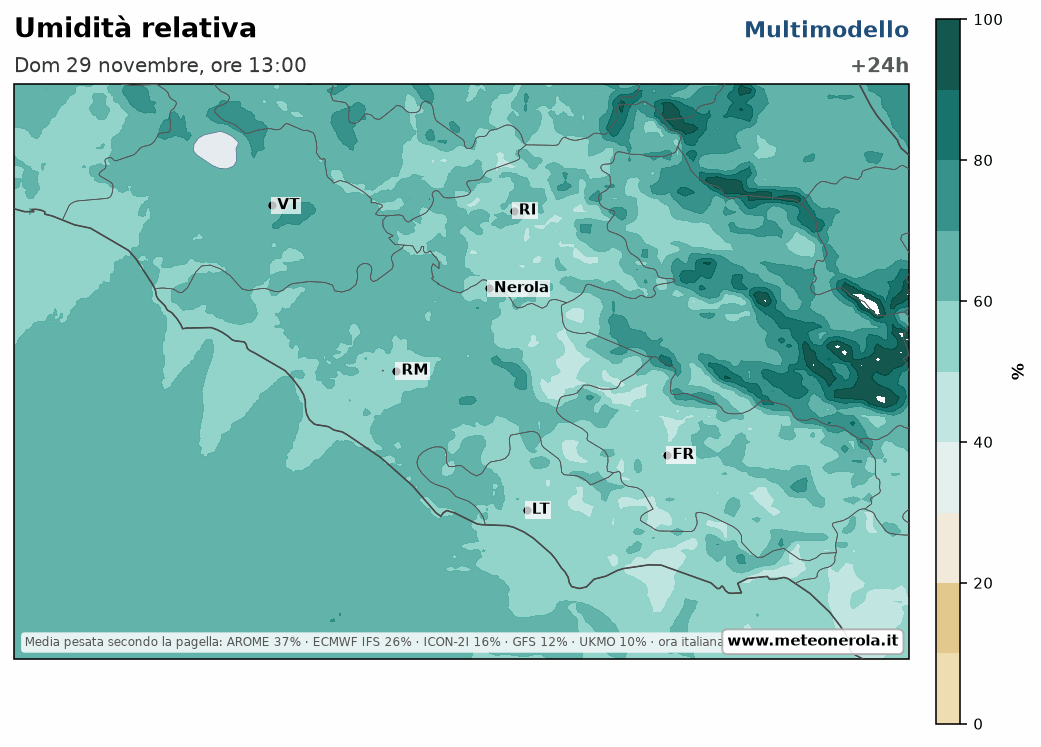 Umidità relativa
Multimodello
Dom 29 novembre, ore 13:00
+24h
100
80
60
40
20
0
%
VT
RI
Nerola
RM
FR
LT
Media pesata secondo la pagella: AROME 37% · ECMWF IFS 26% · ICON-2I 16% · GFS 12% · UKMO 10% · ora italiana
www.meteonerola.it